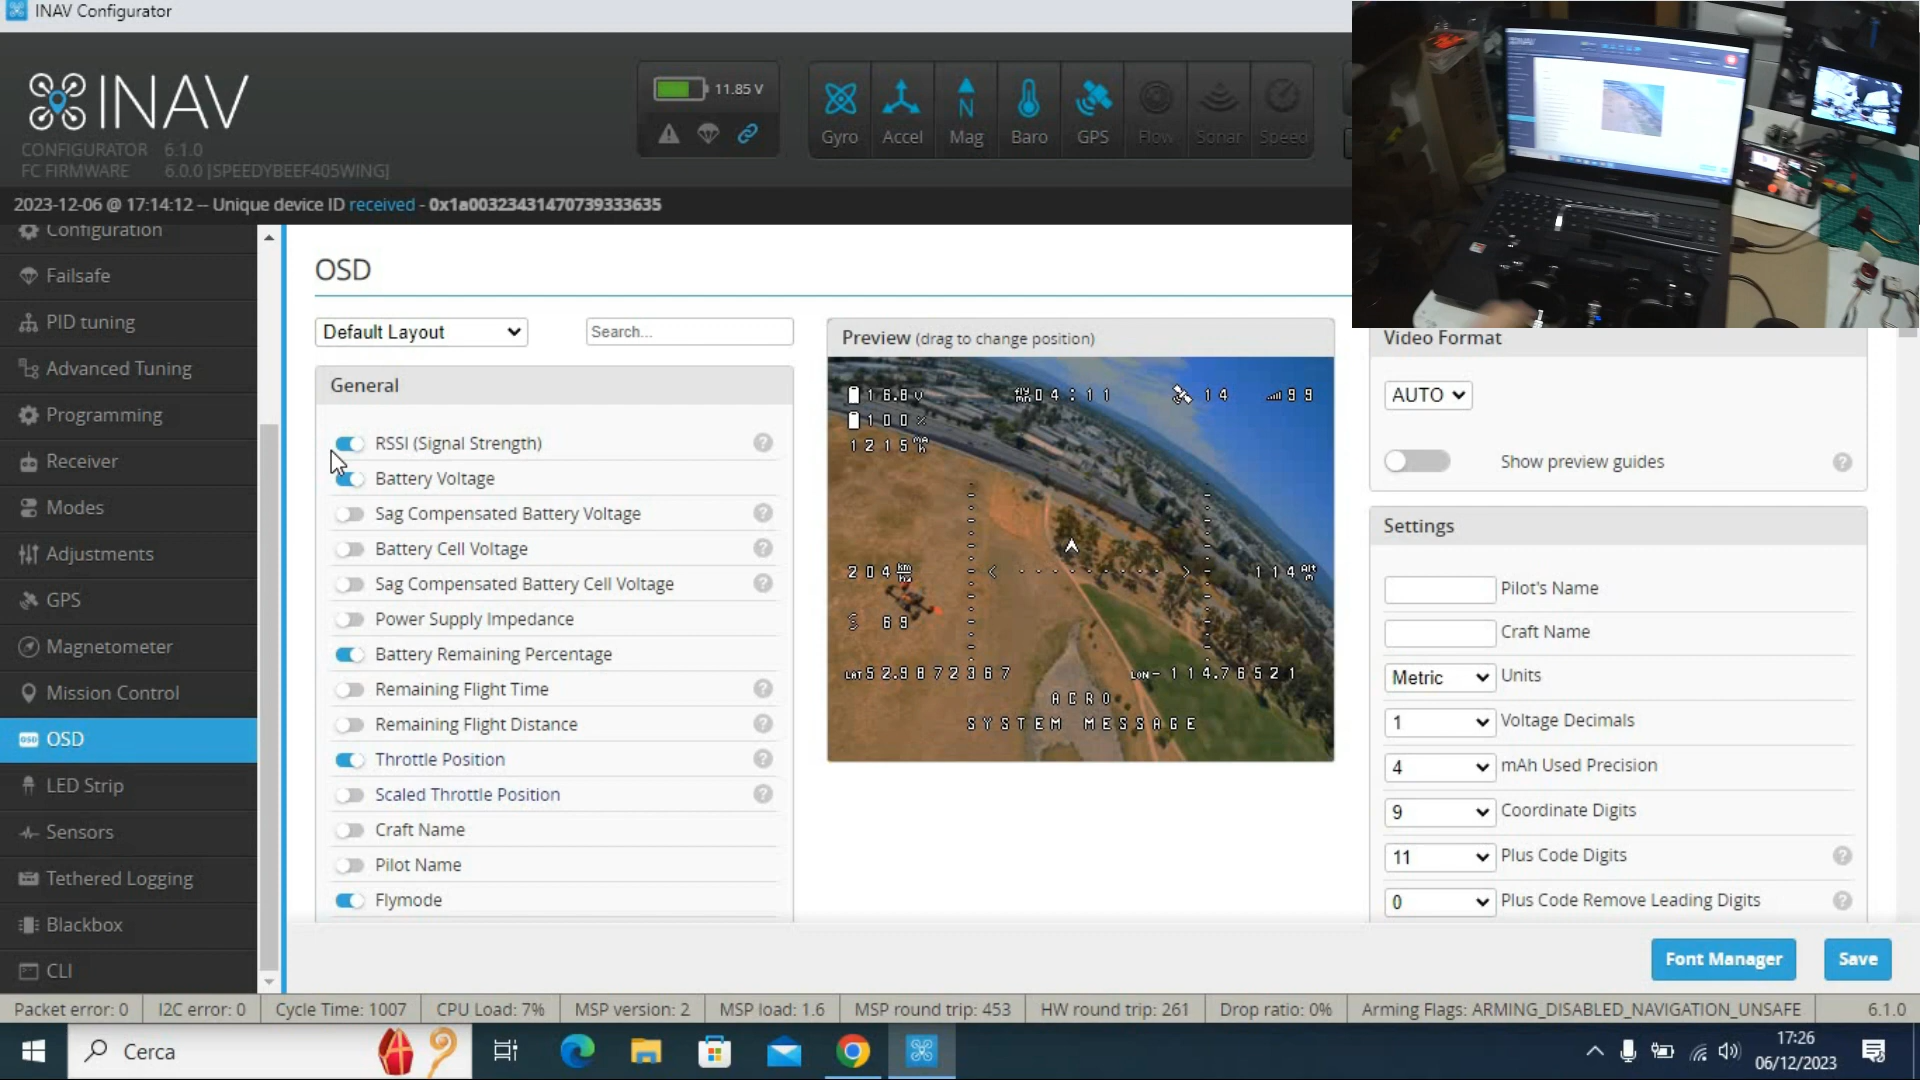 INAV Configurator
INAV
CONFIGURATOR 6.1.0
FC FIRMWARE 6.0.0 [SPEEDYBEEF405WING]
11.85 V
Gyro
Accel
Mag
Baro
GPS
Flow
Sonar
Speed
2023-12-06 @ 17:14:12 -- Unique device ID received - 0x1a00323431470739333635
Configuration
Failsafe
PID tuning
Advanced Tuning
Programming
Receiver
Modes
Adjustments
GPS
Magnetometer
Mission Control
OSD
LED Strip
Sensors
Tethered Logging
Blackbox
CLI
OSD
Default Layout
Search...
General
RSSI (Signal Strength)
Battery Voltage
Sag Compensated Battery Voltage
Battery Cell Voltage
Sag Compensated Battery Cell Voltage
Power Supply Impedance
Battery Remaining Percentage
Remaining Flight Time
Remaining Flight Distance
Throttle Position
Scaled Throttle Position
Craft Name
Pilot Name
Flymode
Preview (drag to change position)
16.8V
FLY MN 04:11
14
99
100%
1215 mAh
204 km/h
114 Alt m
69
LAT 52.9872367
LON -114.76521
ACRO
SYSTEM MESSAGE
Video Format
AUTO
Show preview guides
Settings
Pilot's Name
Craft Name
Metric Units
1 Voltage Decimals
4 mAh Used Precision
9 Coordinate Digits
11 Plus Code Digits
0 Plus Code Remove Leading Digits
Font Manager
Save
Packet error: 0
I2C error: 0
Cycle Time: 1007
CPU Load: 7%
MSP version: 2
MSP load: 1.6
MSP round trip: 453
HW round trip: 261
Drop ratio: 0%
Arming Flags: ARMING_DISABLED_NAVIGATION_UNSAFE
6.1.0
Cerca
17:26
06/12/2023